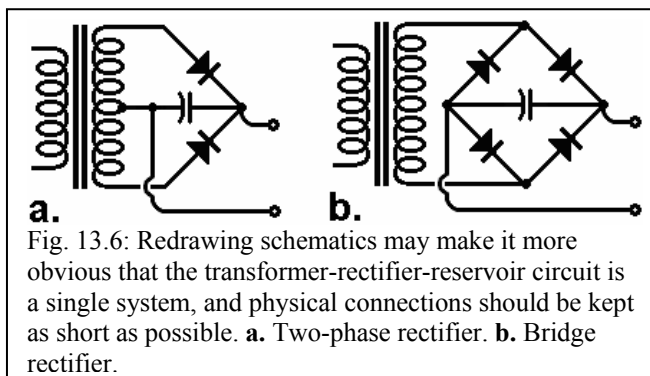 a.
b.
Fig. 13.6: Redrawing schematics may make it more
obvious that the transformer-rectifier-reservoir circuit is
a single system, and physical connections should be kept
as short as possible. a. Two-phase rectifier. b. Bridge
rectifier.